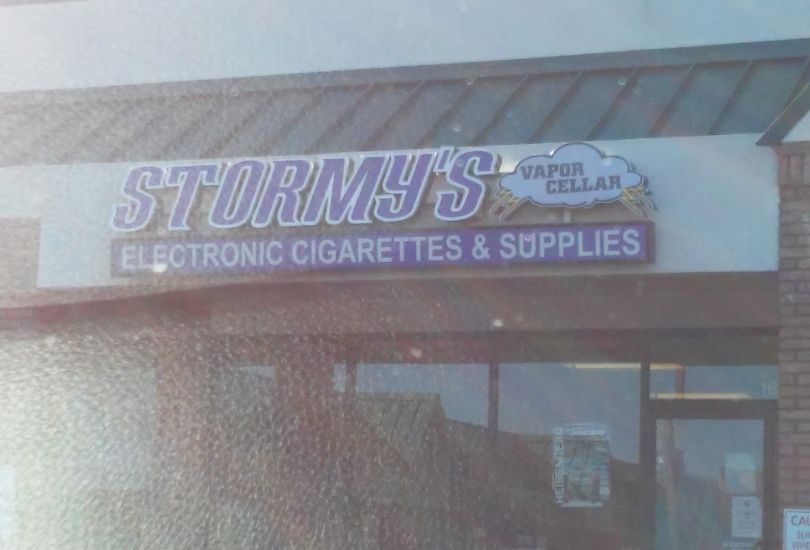 STORMY'S
VAPOR
CELLAR
ELECTRONIC CIGARETTES & SUPPLIES